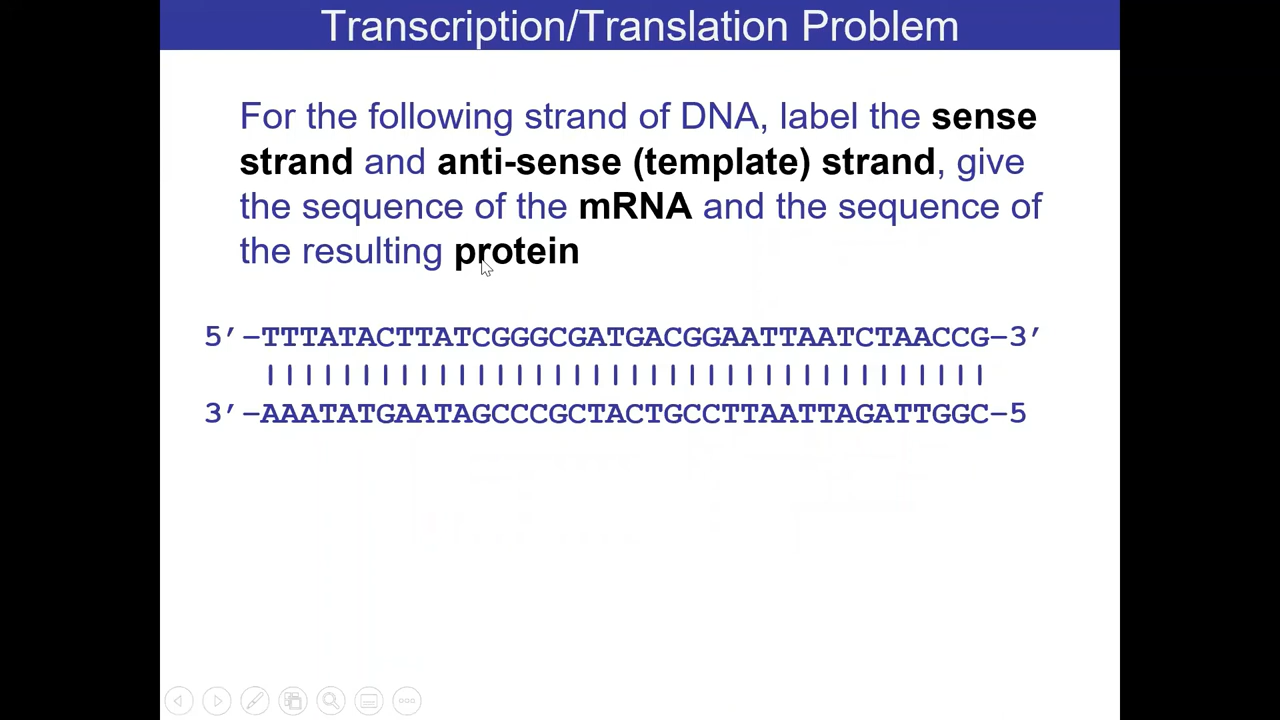 Transcription/Translation Problem
For the following strand of DNA, label the sense
strand and anti-sense (template) strand, give
the sequence of the mRNA and the sequence of
the resulting protein
5’–TTTATACTTATCGGGCGATGACGGAATTAATCTAACCG–3’
3’–AAATATGAATAGCCCGCTACTGCCTTAATTAGATTGGC–5